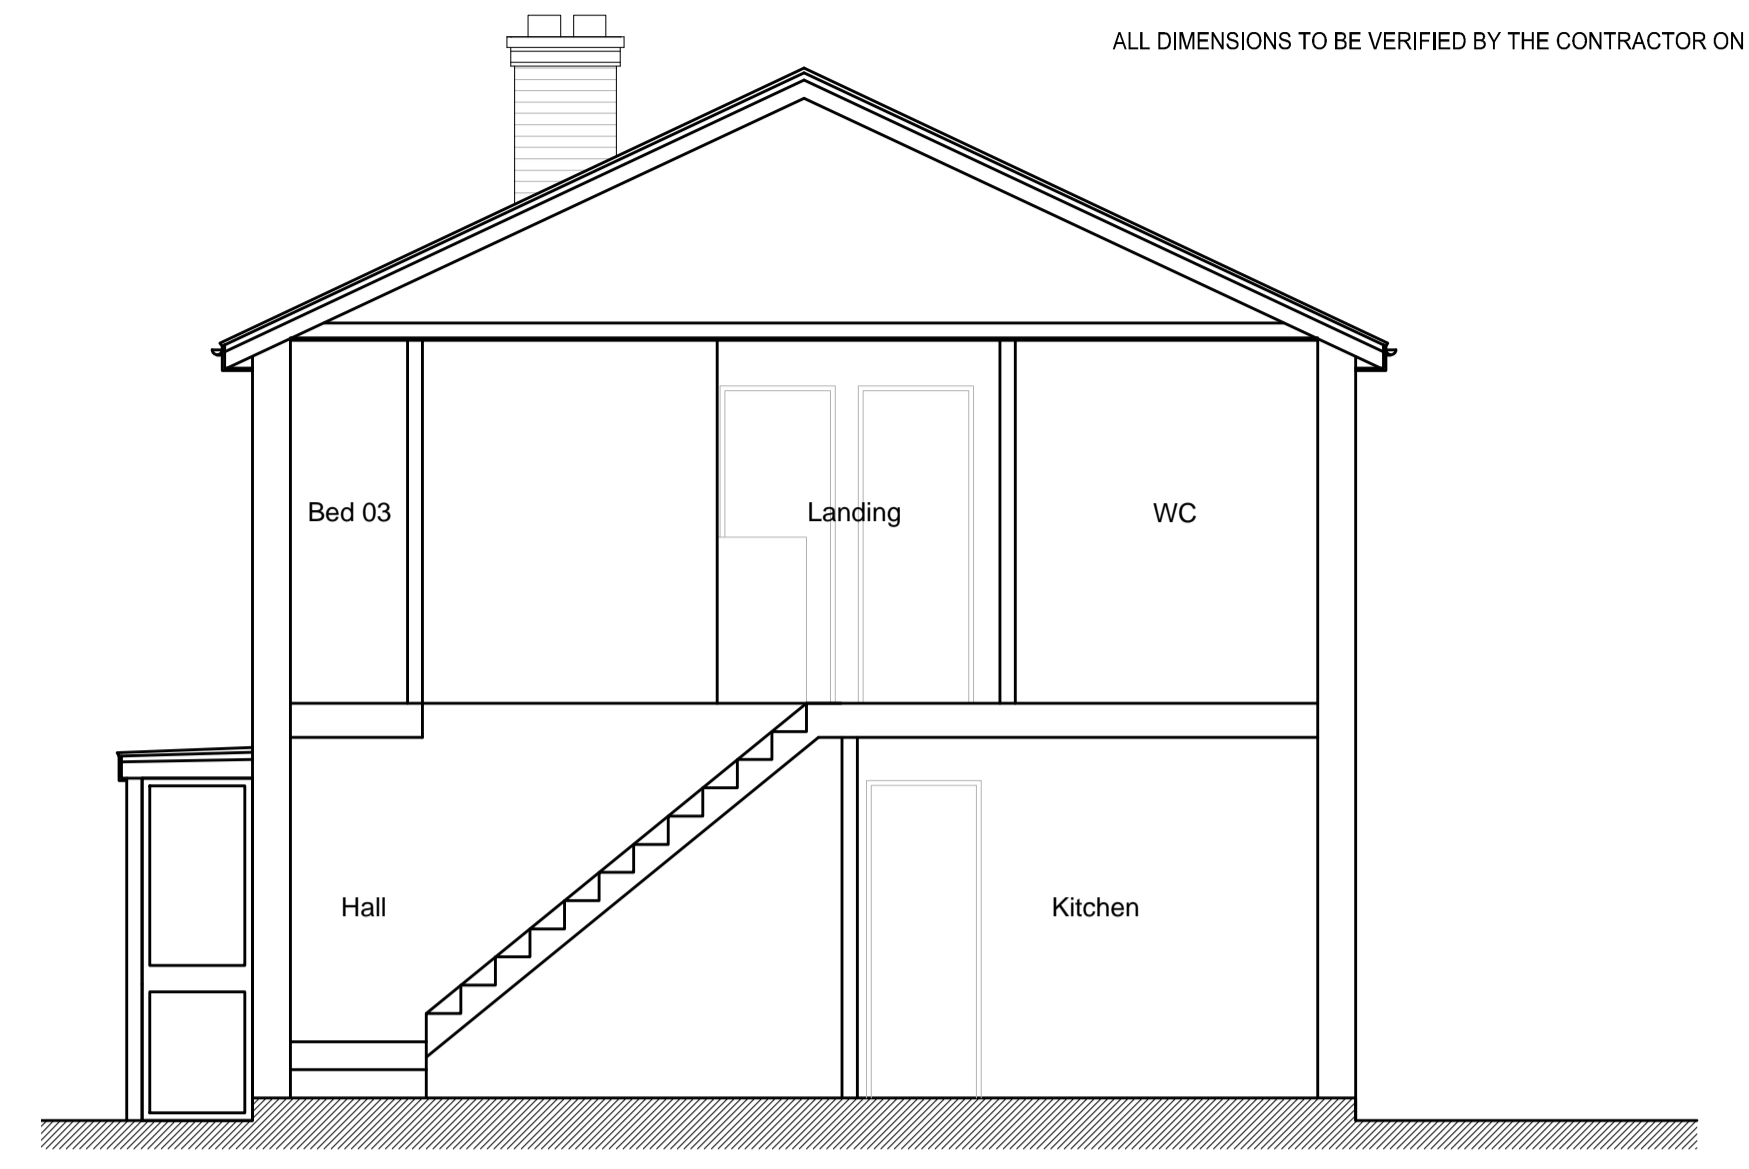 ALL DIMENSIONS TO BE VERIFIED BY THE CONTRACTOR ON
Bed 03
Landing
WC
Hall
Kitchen